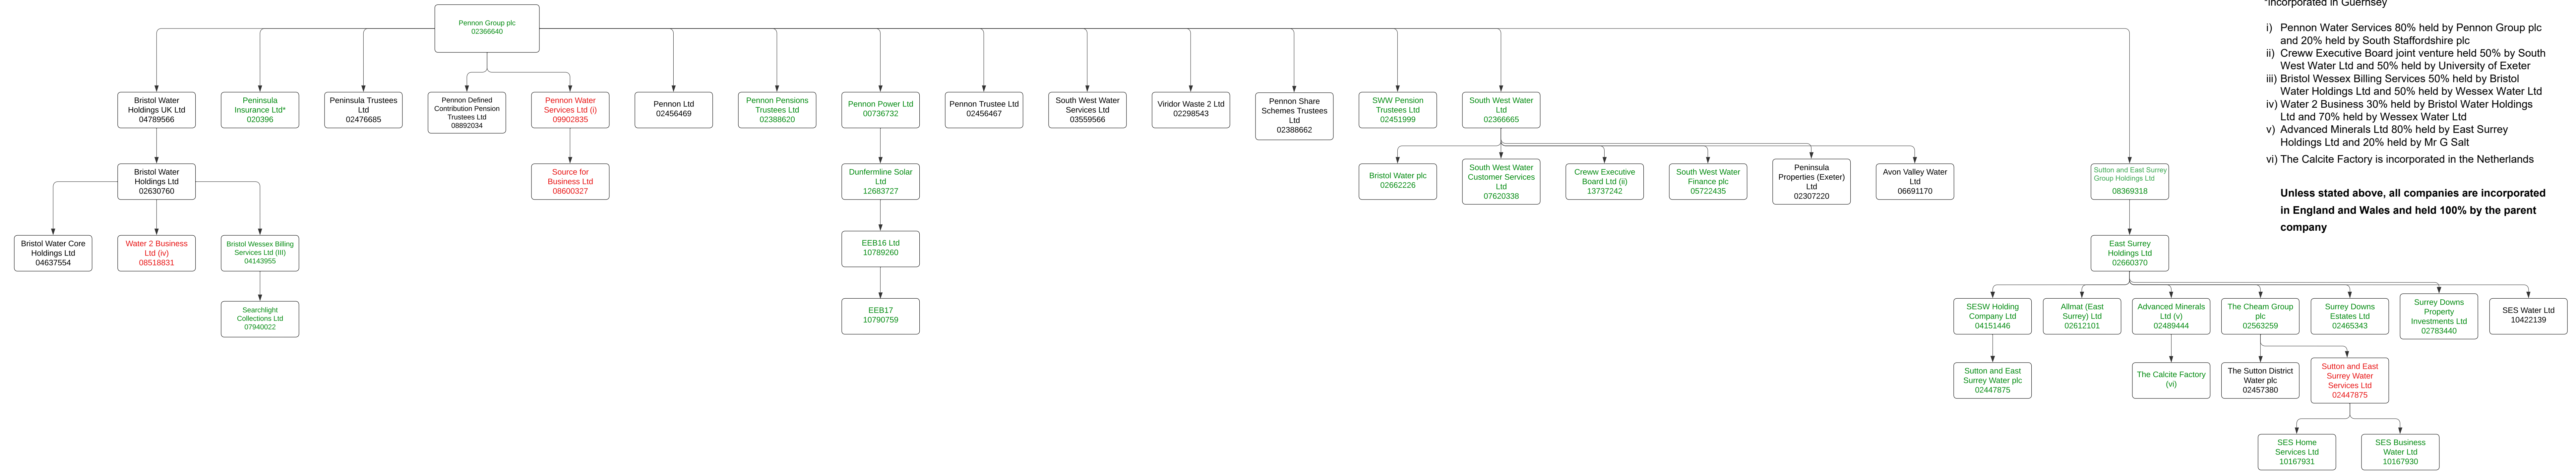 *Incorporated in Guernsey
Pennon Group plc
02366640
i) Pennon Water Services 80% held by Pennon Group plc
and 20% held by South Staffordshire plc
ii) Creww Executive Board joint venture held 50% by South
West Water Ltd and 50% held by University of Exeter
iii) Bristol Wessex Billing Services 50% held by Bristol
Water Holdings Ltd and 50% held by Wessex Water Ltd
iv) Water 2 Business 30% held by Bristol Water Holdings
Ltd and 70% held by Wessex Water Ltd
v) Advanced Minerals Ltd 80% held by East Surrey
Holdings Ltd and 20% held by Mr G Salt
vi) The Calcite Factory is incorporated in the Netherlands
Unless stated above, all companies are incorporated
in England and Wales and held 100% by the parent
company
Bristol Water
Holdings UK Ltd
04789566
Peninsula
Insurance Ltd*
020396
Peninsula Trustees
Ltd
02476685
Pennon Defined
Contribution Pension
Trustees Ltd
08892034
Pennon Water
Services Ltd (i)
09902835
Pennon Ltd
02456469
Pennon Pensions
Trustees Ltd
02388620
Pennon Power Ltd
00736732
Pennon Trustee Ltd
02456467
South West Water
Services Ltd
03559566
Viridor Waste 2 Ltd
02298543
Pennon Share
Schemes Trustees
Ltd
02388662
SWW Pension
Trustees Ltd
02451999
South West Water
Ltd
02366665
Bristol Water
Holdings Ltd
02630760
Source for
Business Ltd
08600327
Dunfermline Solar
Ltd
12683727
Bristol Water plc
02662226
South West Water
Customer Services
Ltd
07620338
Creww Executive
Board Ltd (ii)
13737242
South West Water
Finance plc
05722435
Peninsula
Properties (Exeter)
Ltd
02307220
Avon Valley Water
Ltd
06691170
Sutton and East Surrey
Group Holdings Ltd
08369318
Bristol Water Core
Holdings Ltd
04637554
Water 2 Business
Ltd (iv)
08518831
Bristol Wessex Billing
Services Ltd (III)
04143955
EEB16 Ltd
10789260
East Surrey
Holdings Ltd
02660370
Searchlight
Collections Ltd
07940022
EEB17
10790759
SESW Holding
Company Ltd
04151446
Allmat (East
Surrey) Ltd
02612101
Advanced Minerals
Ltd (v)
02489444
The Cheam Group
plc
02563259
Surrey Downs
Estates Ltd
02465343
Surrey Downs
Property
Investments Ltd
02783440
SES Water Ltd
10422139
Sutton and East
Surrey Water plc
02447875
The Calcite Factory
(vi)
The Sutton District
Water plc
02457380
Sutton and East
Surrey Water
Services Ltd
02447875
SES Home
Services Ltd
10167931
SES Business
Water Ltd
10167930